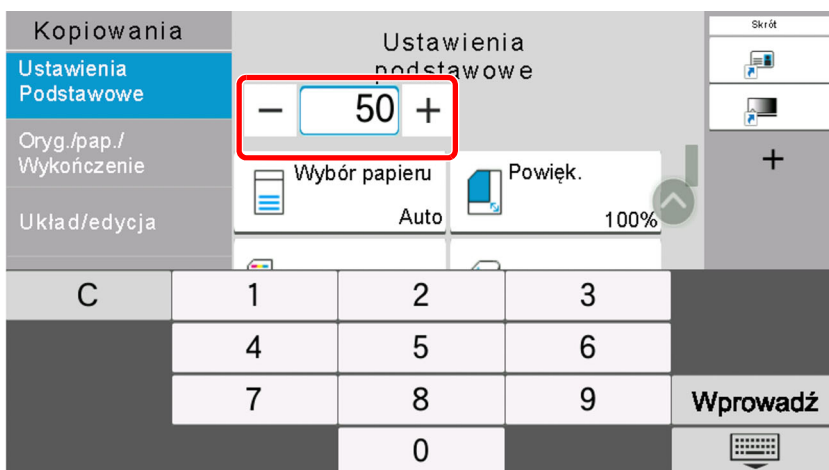 Kopiowania
Ustawienia
Podstawowe
Oryg./pap./
Wykończenie
Układ/edycja
Ustawieni
a
podstawowe
− 50 +
Wybór papieru
Auto
Powięk.
100%
Skrót
+
C 1 2 3
4 5 6
7 8 9 Wprowadź
0